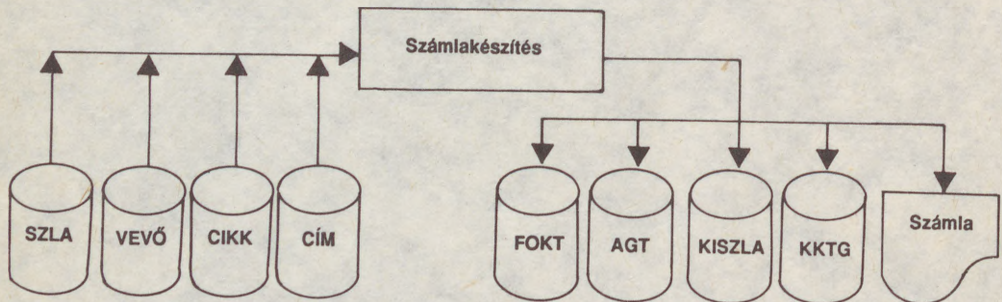 Számlakészítés
SZLA
VEVŐ
CIKK
CÍM
FOKT
AGT
KISZLA
KKTG
Számla